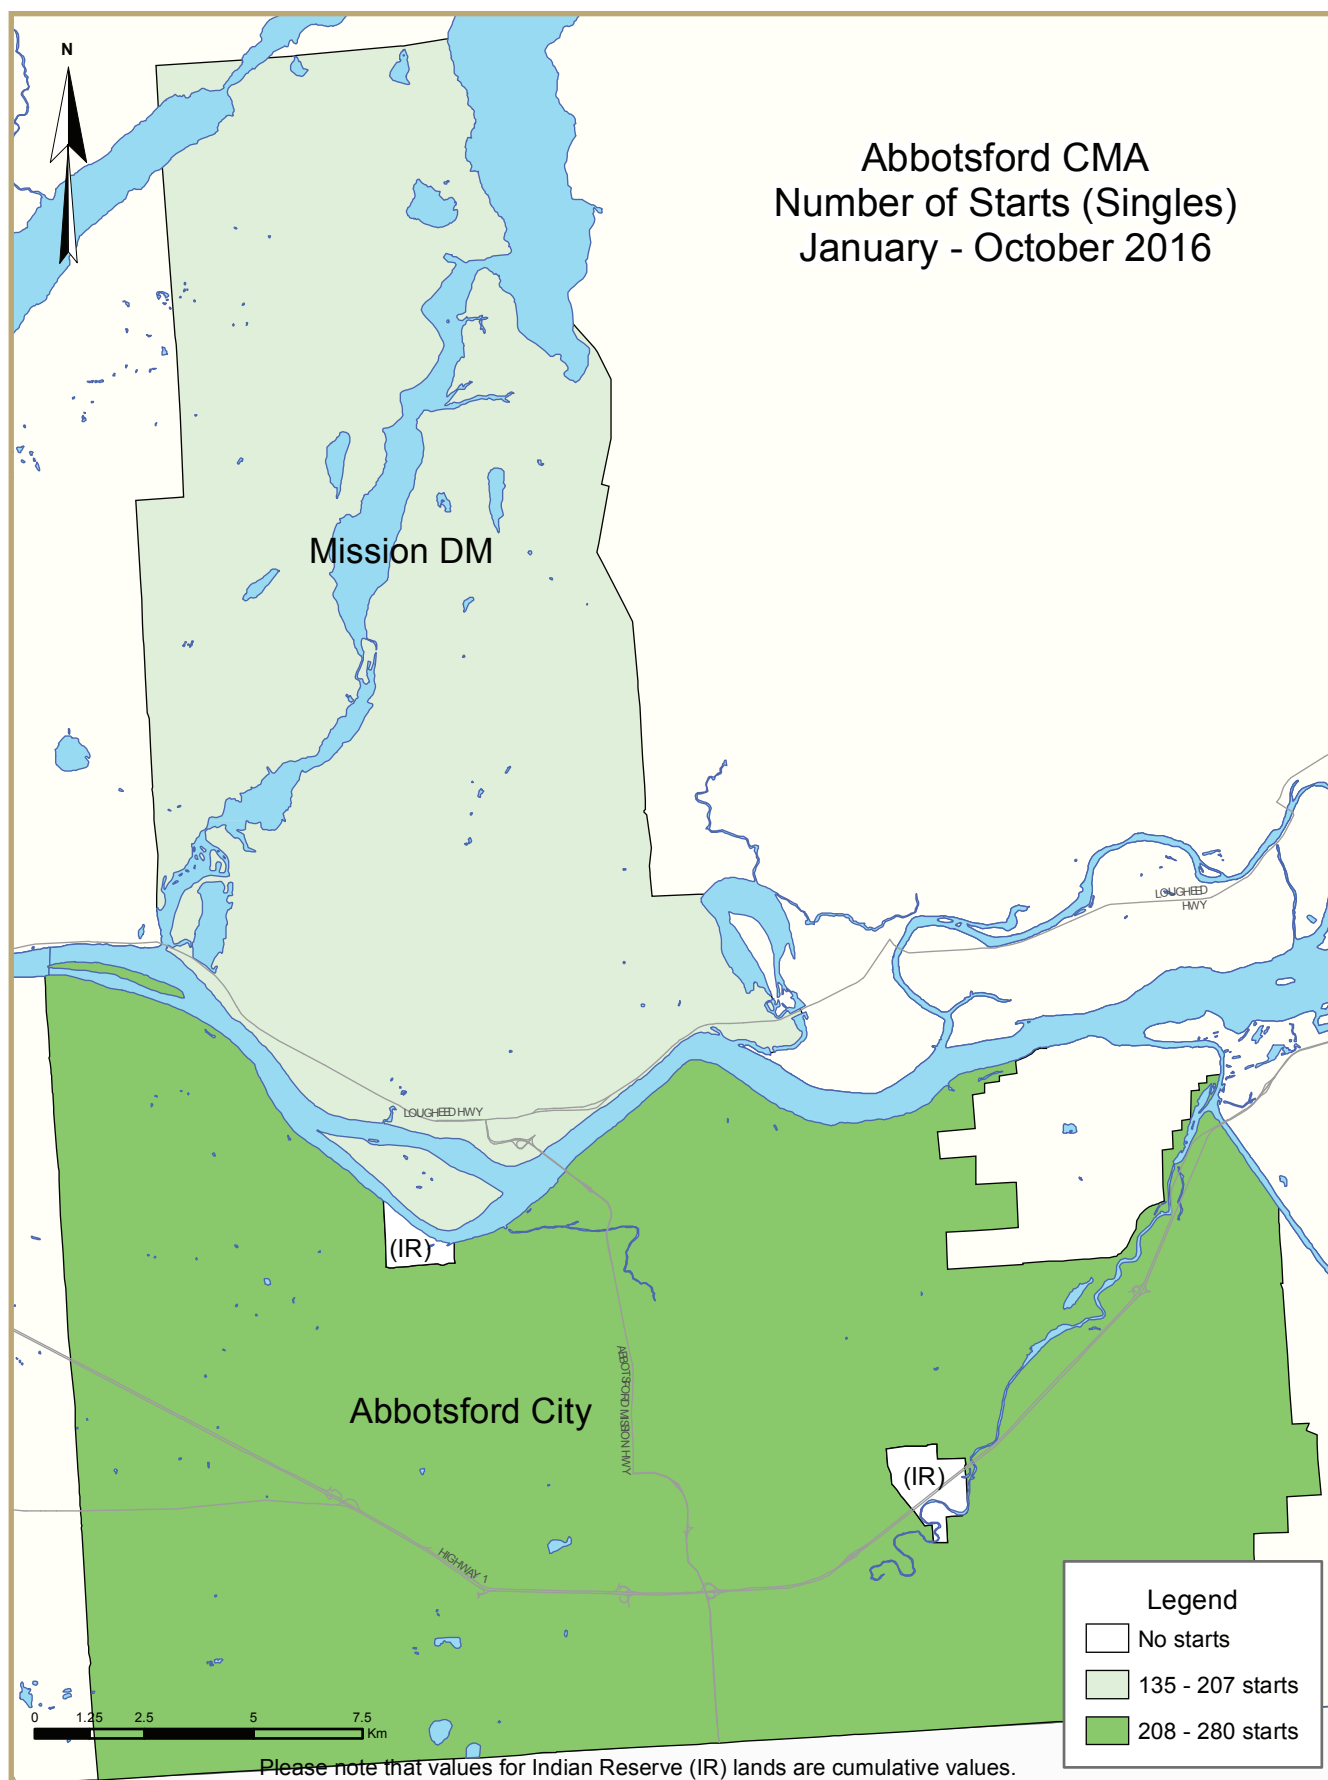 N
Abbotsford CMA
Number of Starts (Singles)
January - October 2016
Mission DM
LOUGHEED
HWY
LOUGHEED HWY
(IR)
ABBOTSFORD MISSION HWY
Abbotsford City
(IR)
HIGHWAY 1
Legend
No starts
135 - 207 starts
208 - 280 starts
0 1.25 2.5 5 7.5
Km
Please note that values for Indian Reserve (IR) lands are cumulative values.